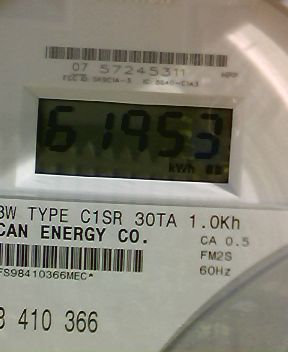 07 57245311
61953
kWh
3W TYPE C1SR 30TA 1.0Kh
CAN ENERGY CO.
CA 0.5
FM2S
60Hz
FS98410366MEC*
410 366